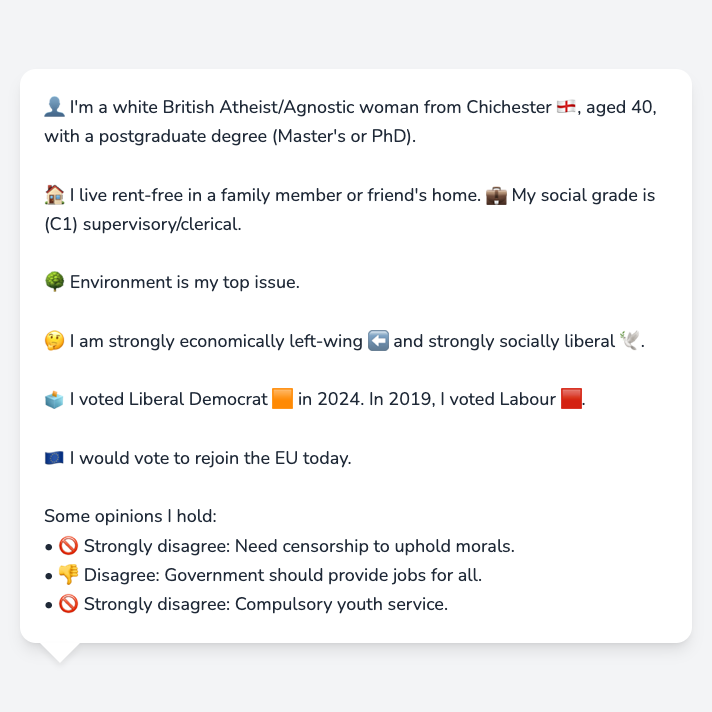 👤 I'm a white British Atheist/Agnostic woman from Chichester 🏴󠁧󠁢󠁥󠁮󠁧󠁿, aged 40,
with a postgraduate degree (Master's or PhD).
🏠 I live rent-free in a family member or friend's home. 💼 My social grade is
(C1) supervisory/clerical.
🌳 Environment is my top issue.
🤔 I am strongly economically left-wing ⬅️ and strongly socially liberal 🕊️.
🗳️ I voted Liberal Democrat 🟧 in 2024. In 2019, I voted Labour 🟥.
🇪🇺 I would vote to rejoin the EU today.
Some opinions I hold:
• 🚫 Strongly disagree: Need censorship to uphold morals.
• 👎 Disagree: Government should provide jobs for all.
• 🚫 Strongly disagree: Compulsory youth service.